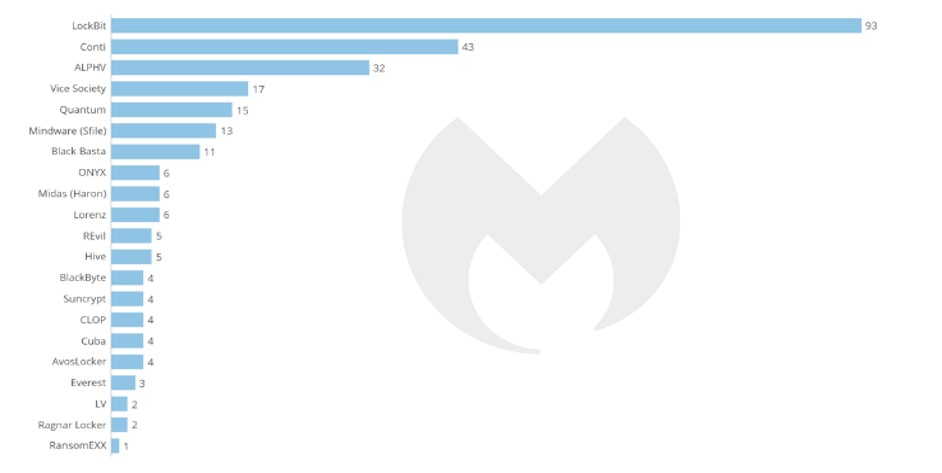 LockBit 93
Conti 43
ALPHV 32
Vice Society 17
Quantum 15
Mindware (Sfile) 13
Black Basta 11
ONYX 6
Midas (Haron) 6
Lorenz 6
REvil 5
Hive 5
BlackByte 4
Suncrypt 4
CLOP 4
Cuba 4
AvosLocker 4
Everest 3
LV 2
Ragnar Locker 2
RansomEXX 1